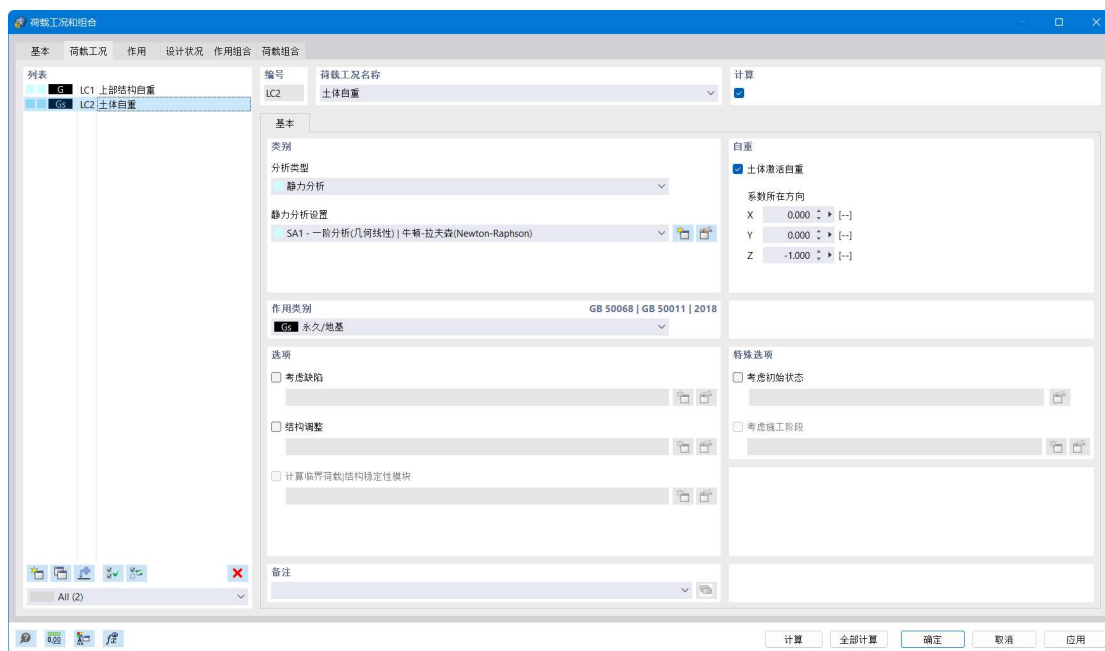 荷载工况和组合
基本 荷载工况 作用 设计状况 作用组合 荷载组合
列表
G LC1 上部结构自重
Gs LC2 土体自重
All (2)
编号 荷载工况名称
LC2 土体自重
计算
基本
类别
分析类型
静力分析
静力分析设置
SA1 - 一阶分析(几何线性) | 牛顿-拉夫森(Newton-Raphson)
自重
土体激活自重
系数所在方向
X 0.000 [--]
Y 0.000 [--]
Z -1.000 [--]
作用类别 GB 50068 | GB 50011 | 2018
Gs 永久/地基
选项
考虑缺陷
结构调整
计算临界荷载|结构稳定性模块
特殊选项
考虑初始状态
考虑施工阶段
备注
0,00
计算 全部计算 确定 取消 应用